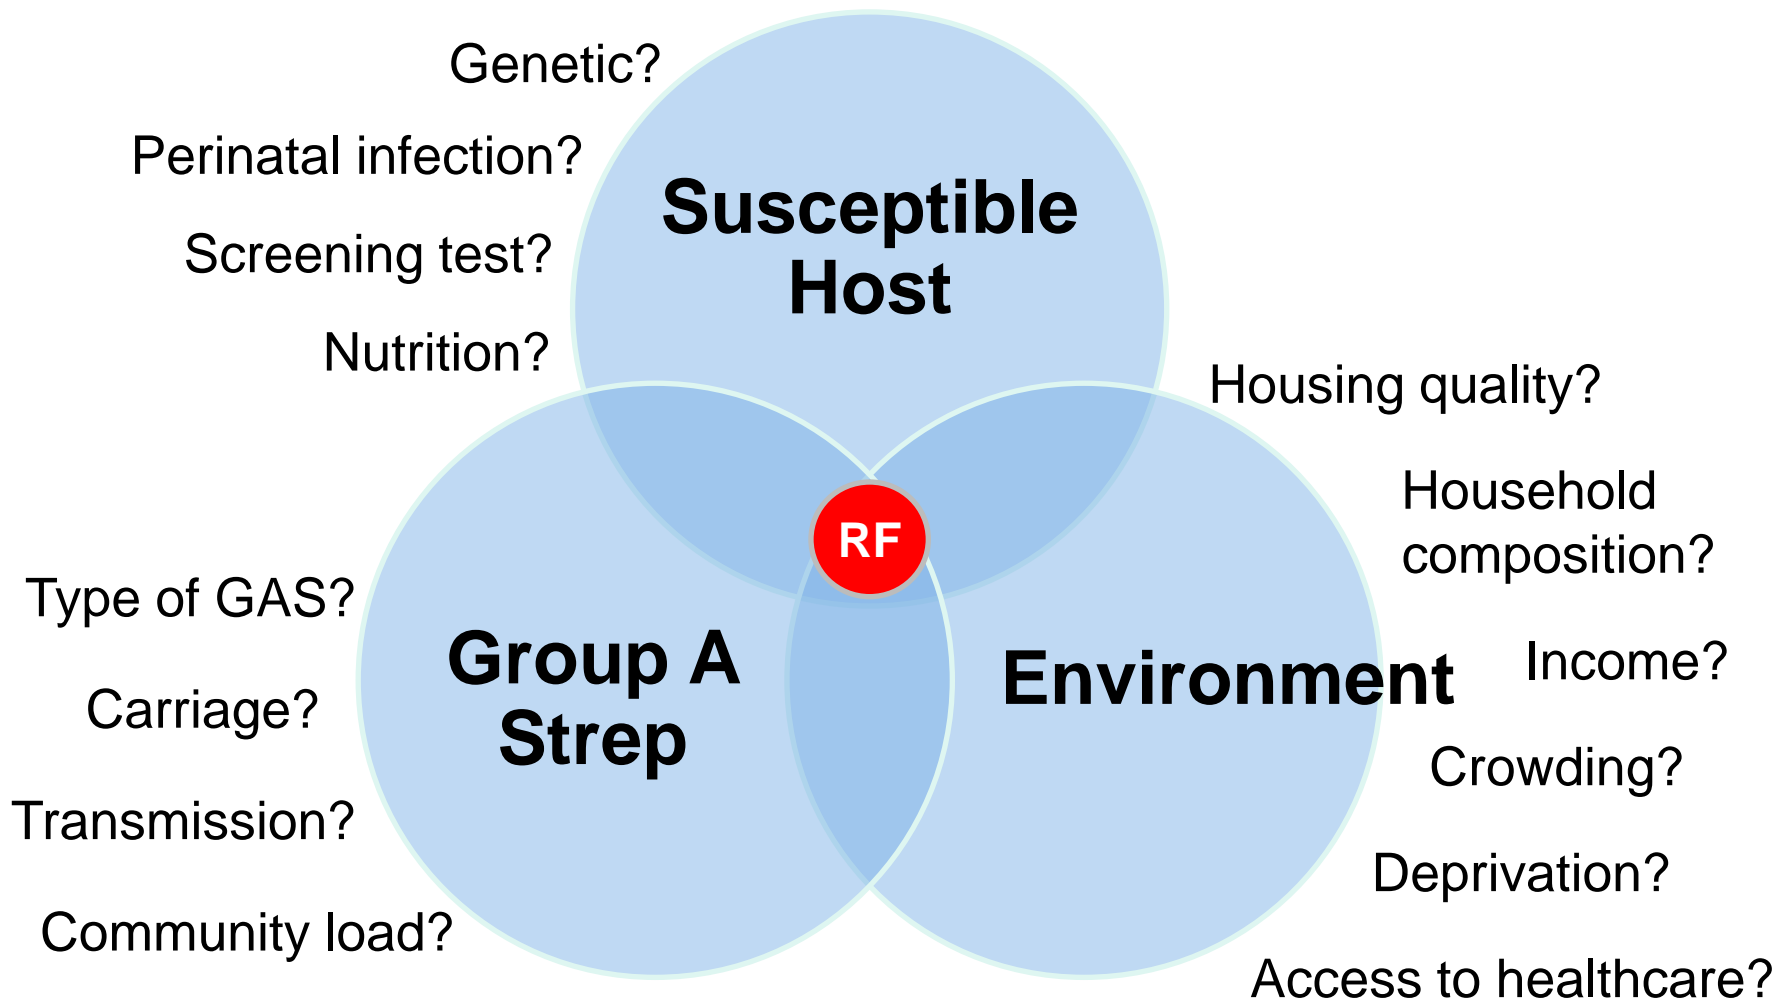 Genetic?
Perinatal infection?
Screening test?
Nutrition?
Susceptible
Host
Housing quality?
Household
composition?
Income?
Crowding?
Deprivation?
Access to healthcare?
RF
Type of GAS?
Carriage?
Transmission?
Community load?
Group A
Strep
Environment